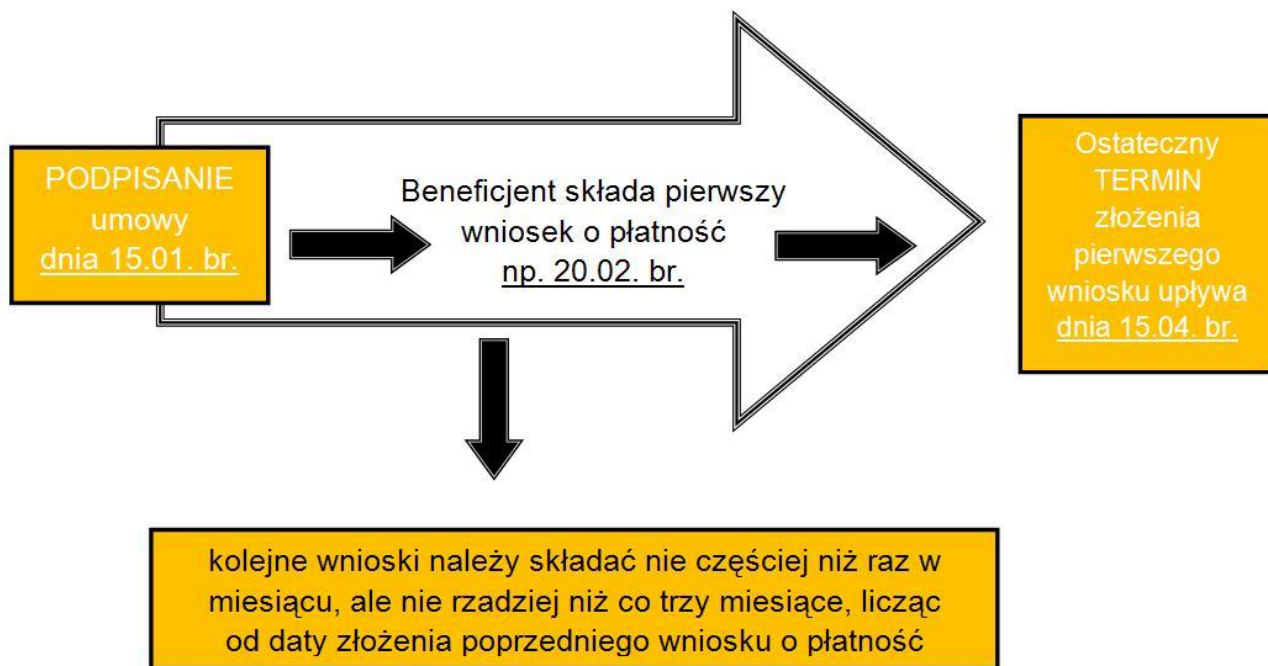 PODPISANIE
umowy
dnia 15.01. br.
Beneficjent składa pierwszy
wniosek o płatność
np. 20.02. br.
Ostateczny
TERMIN
złożenia
pierwszego
wniosku upływa
dnia 15.04. br.
kolejne wnioski należy składać nie częściej niż raz w
miesiącu, ale nie rzadziej niż co trzy miesiące, licząc
od daty złożenia poprzedniego wniosku o płatność